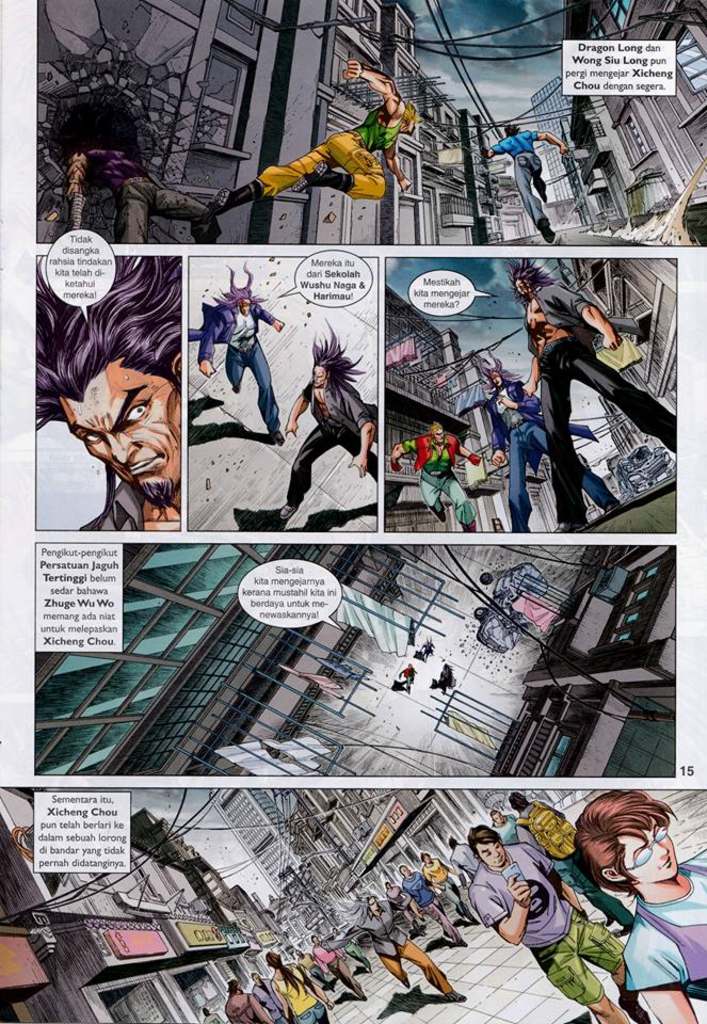 Dragon Long dan
Wong Siu Long pun
pergi mengejar Xicheng
Chou dengan segera.
Tidak
disangka
rahsia tindakan
kita telah di-
ketahui
mereka!
Mereka itu
dari Sekolah
Wushu Naga &
Harimau!
Mestikah
kita mengejar
mereka?
Pengikut-pengikut
Persatuan Jaguh
Tertinggi belum
sedar bahawa
Zhuge Wu Wo
memang ada niat
untuk melepaskan
Xicheng Chou.
Sia-sia
kita mengejarnya
kerana mustahil kita ini
berdaya untuk me-
newaskannya!
15
Sementara itu,
Xicheng Chou
pun telah berlari ke
dalam sebuah lorong
di bandar yang tidak
pernah didatanginya.